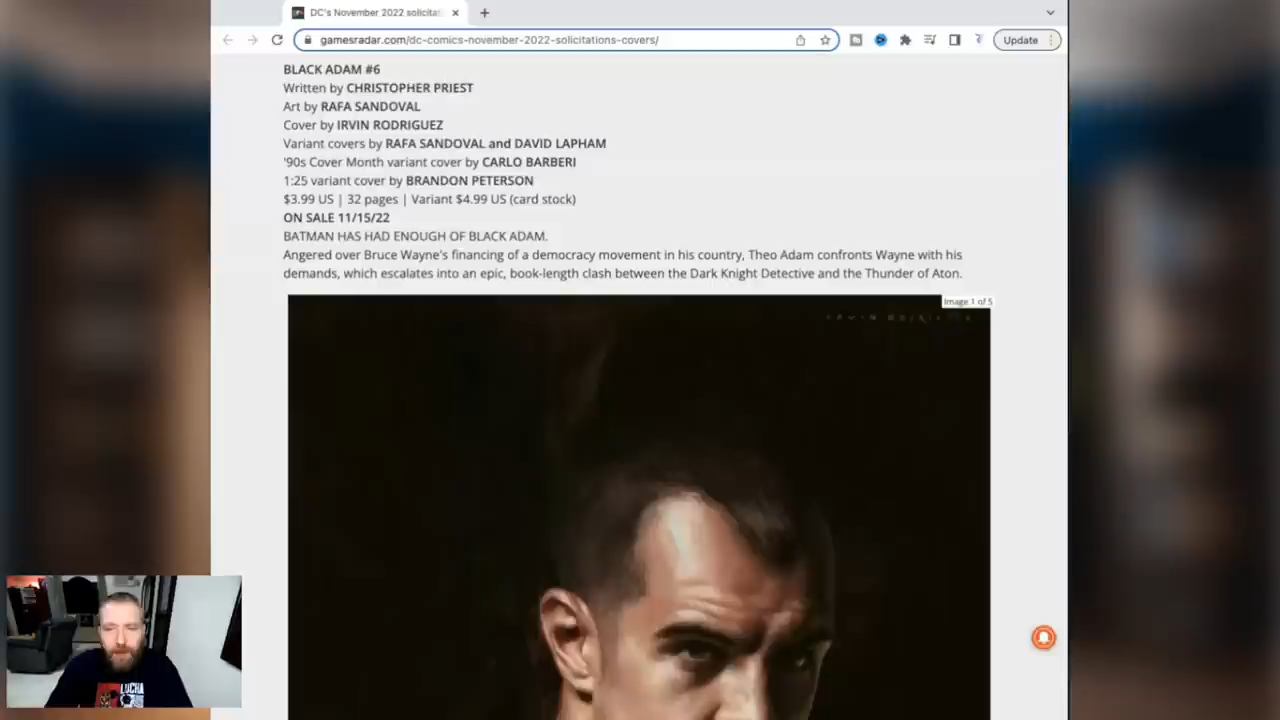 DC's November 2022 solicitat
gamesradar.com/dc-comics-november-2022-solicitations-covers/
Update
BLACK ADAM #6
Written by CHRISTOPHER PRIEST
Art by RAFA SANDOVAL
Cover by IRVIN RODRIGUEZ
Variant covers by RAFA SANDOVAL and DAVID LAPHAM
'90s Cover Month variant cover by CARLO BARBERI
1:25 variant cover by BRANDON PETERSON
$3.99 US | 32 pages | Variant $4.99 US (card stock)
ON SALE 11/15/22
BATMAN HAS HAD ENOUGH OF BLACK ADAM.
Angered over Bruce Wayne's financing of a democracy movement in his country, Theo Adam confronts Wayne with his
demands, which escalates into an epic, book-length clash between the Dark Knight Detective and the Thunder of Aton.
Image 1 of 5
LUCHA